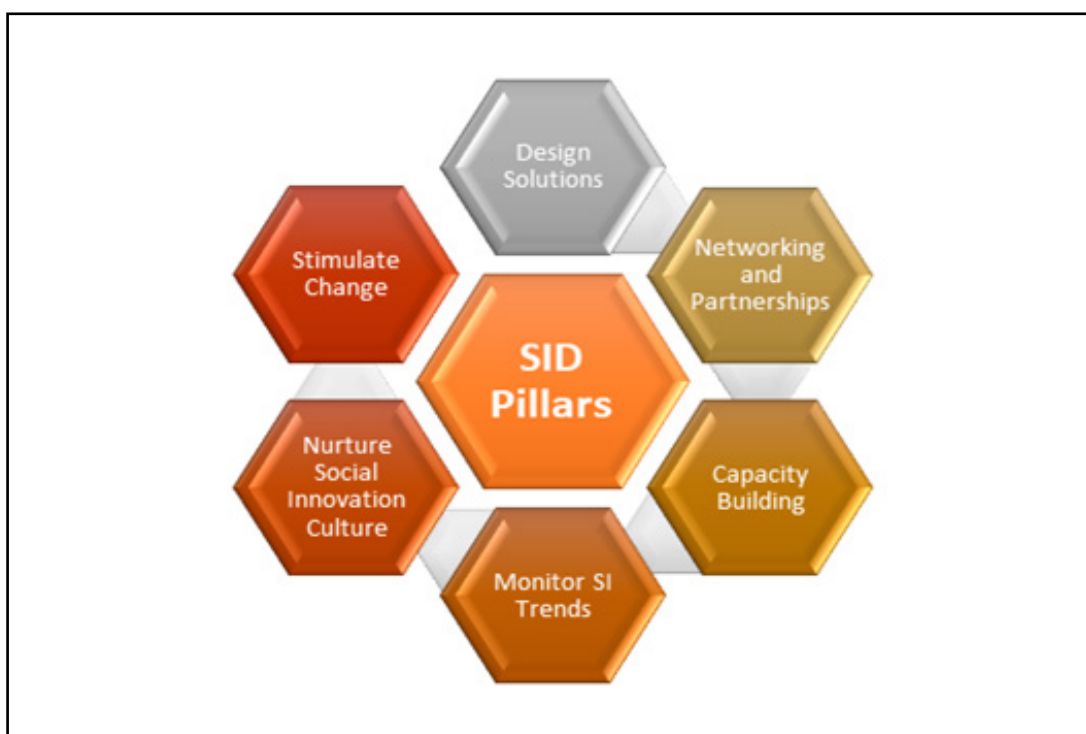 Design
Solutions
Networking
and
Partnerships
Capacity
Building
Monitor SI
Trends
Nurture
Social
Innovation
Culture
Stimulate
Change
SID
Pillars